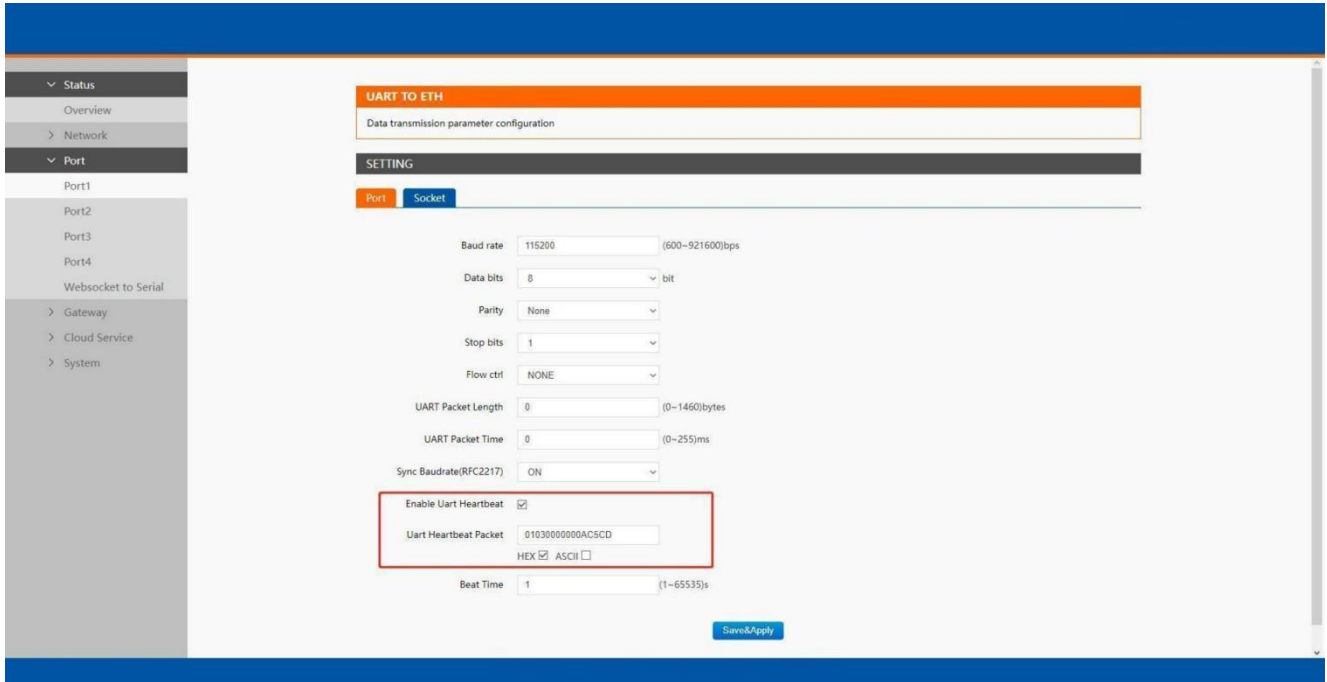 Status
Overview
Network
Port
Port1
Port2
Port3
Port4
Websocket to Serial
Gateway
Cloud Service
System
UART TO ETH
Data transmission parameter configuration
SETTING
Port Socket
Baud rate 115200 (600~921600)bps
Data bits 8 bit
Parity None
Stop bits 1
Flow ctrl NONE
UART Packet Length 0 (0~1460)bytes
UART Packet Time 0 (0~255)ms
Sync Baudrate(RFC2217) ON
Enable Uart Heartbeat
Uart Heartbeat Packet 01030000000AC5CD
HEX ASCII
Beat Time 1 (1~65535)s
Save&Apply